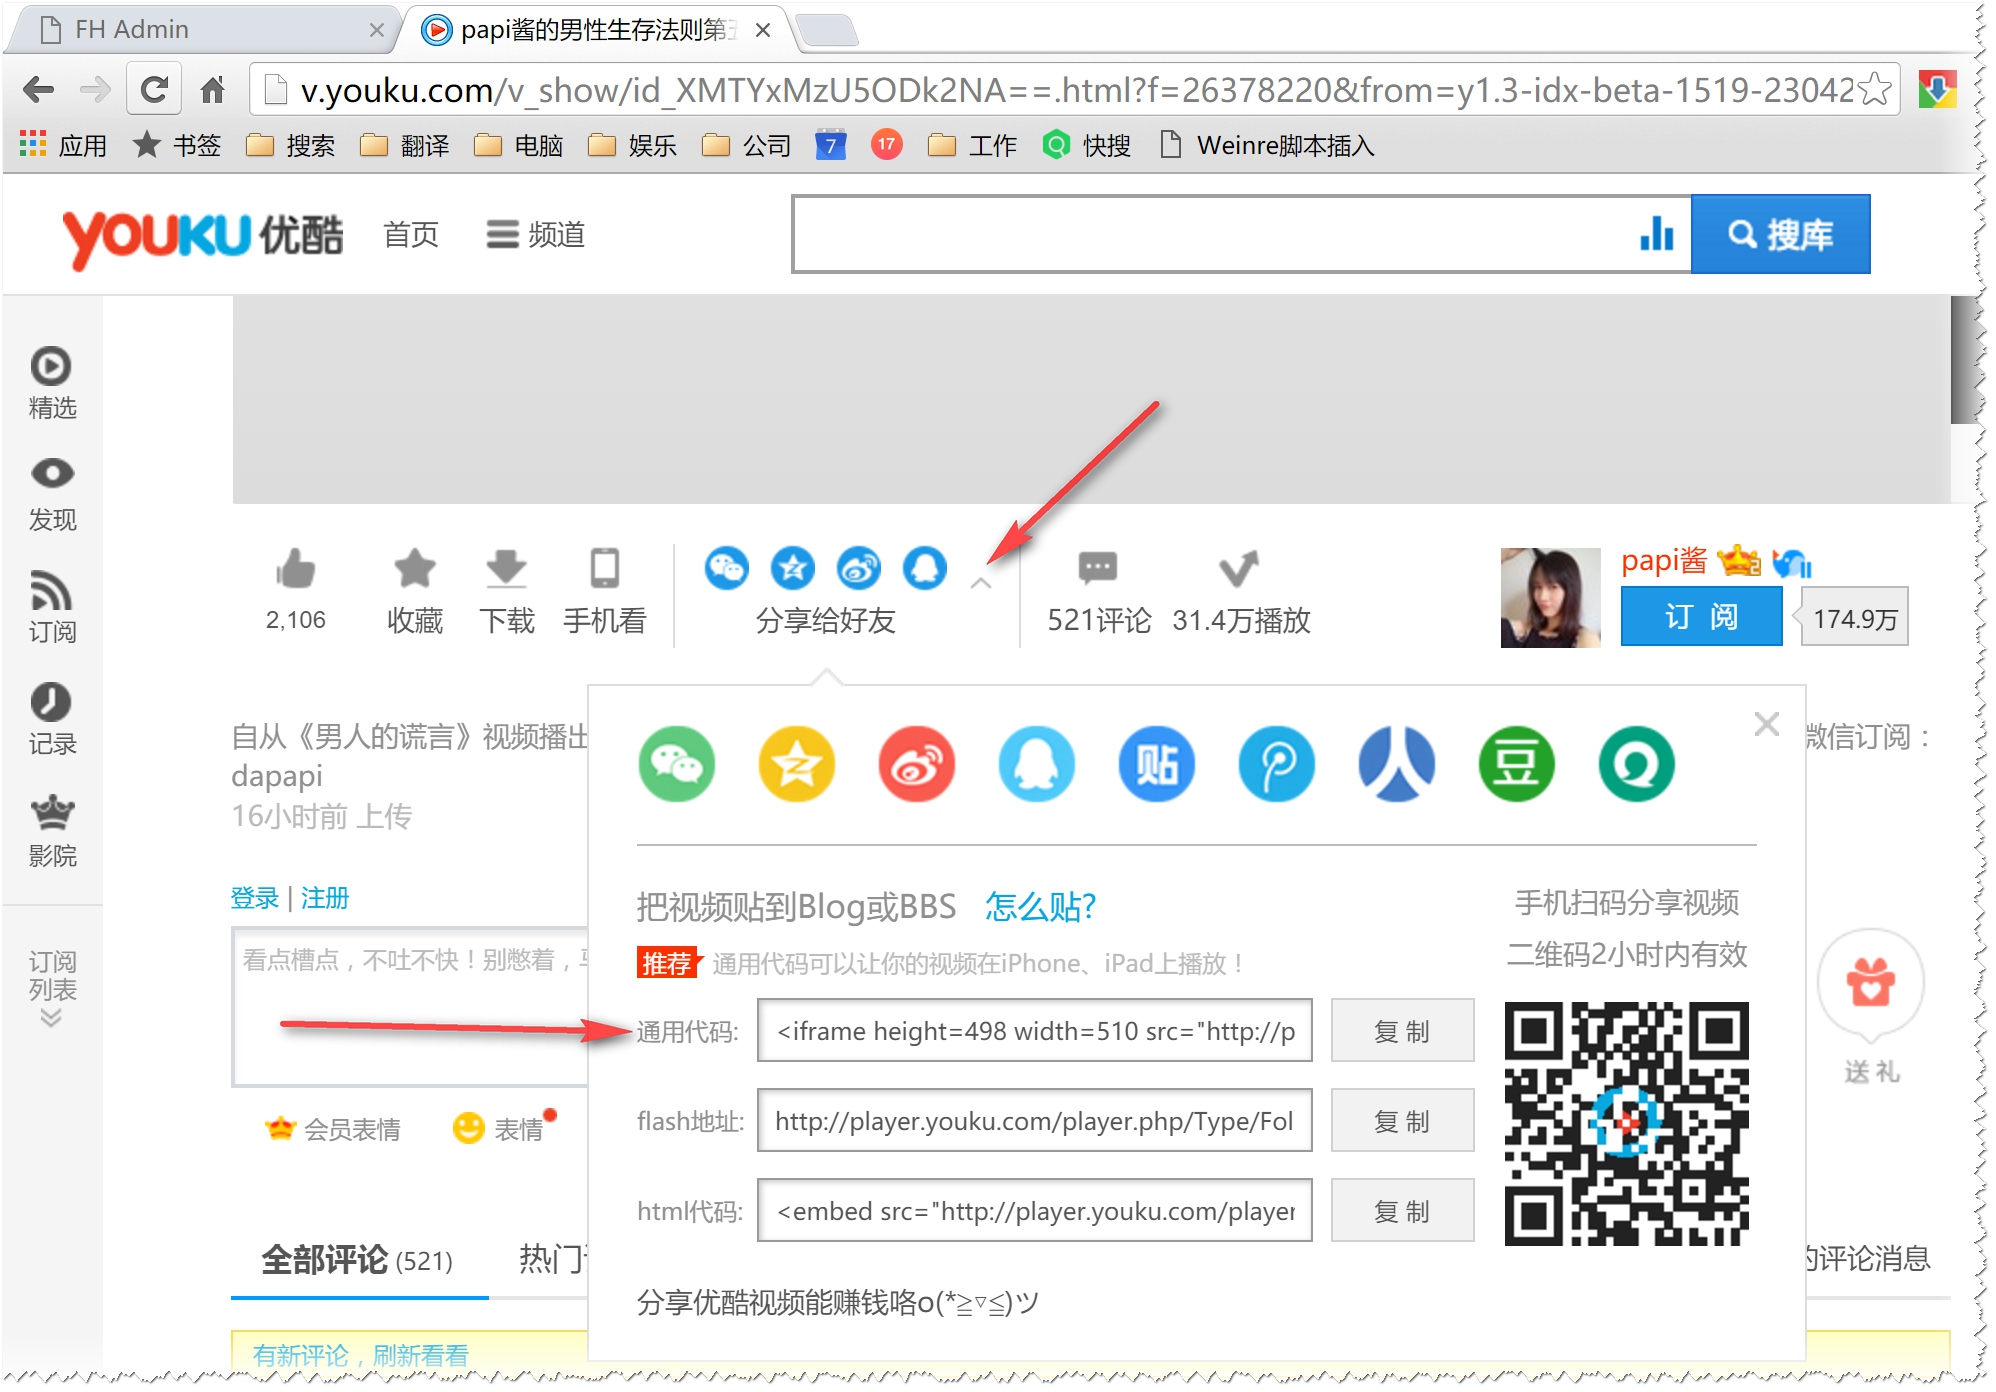 FH Admin
papi酱的男性生存法则第
v.youku.com/v_show/id_XMTYxMzU5ODk2NA==.html?f=26378220&from=y1.3-idx-beta-1519-23042
应用 书签 搜索 翻译 电脑 娱乐 公司 7 17 工作 快搜 Weinre脚本插入
YOUKU 优酷 首页 频道 搜库
精选
发现
订阅
记录
影院
订阅
列表
2,106 收藏 下载 手机看 分享给好友 521评论 31.4万播放
papi酱 2
订 阅 174.9万
自从《男人的谎言》视频播出
微信订阅：
dapapi
16小时前 上传
登录 | 注册
看点槽点，不吐不快！别憋着，
会员表情 表情
全部评论 (521) 热门
的评论消息
有新评论，刷新看看
贴 人 豆
把视频贴到Blog或BBS 怎么贴?
推荐 通用代码可以让你的视频在iPhone、iPad上播放！
通用代码: <iframe height=498 width=510 src="http://p 复 制
flash地址: http://player.youku.com/player.php/Type/Fol 复 制
html代码: <embed src="http://player.youku.com/player 复 制
分享优酷视频能赚钱咯o(*≧▽≦)ツ
手机扫码分享视频
二维码2小时内有效
送 礼